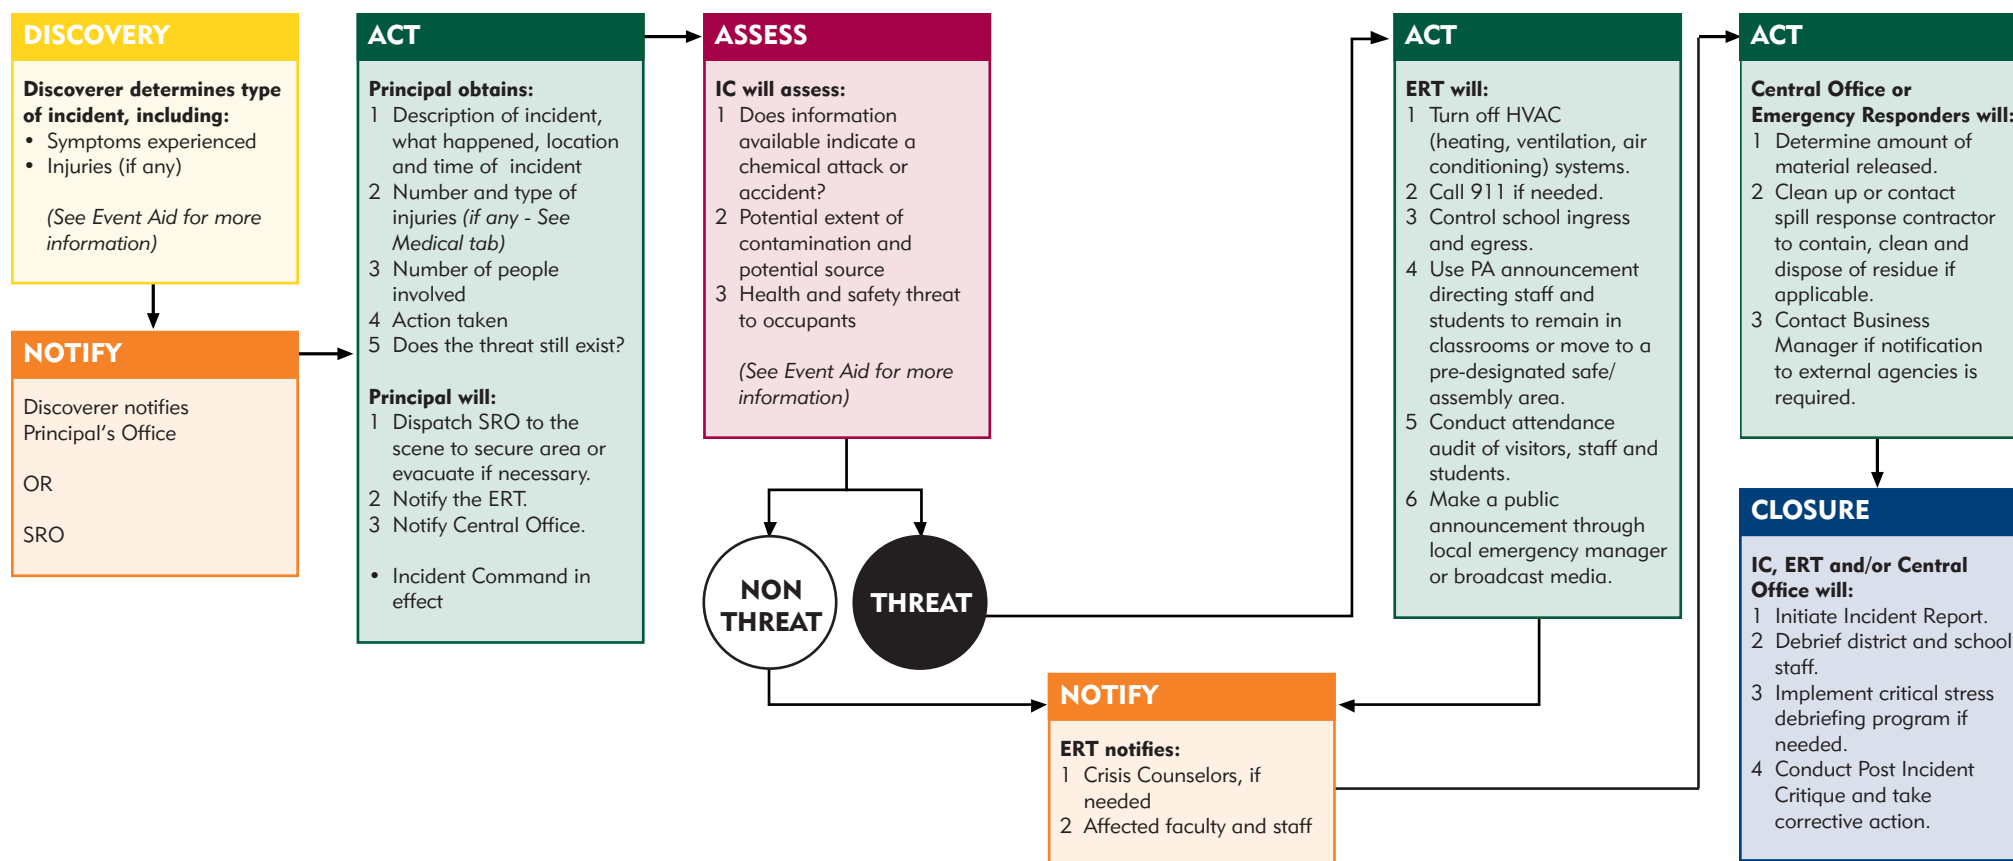 DISCOVERY
Discoverer determines type
of incident, including:
• Symptoms experienced
• Injuries (if any)
(See Event Aid for more
information)
NOTIFY
Discoverer notifies
Principal's Office
OR
SRO
ACT
Principal obtains:
1 Description of incident,
what happened, location
and time of incident
2 Number and type of
injuries (if any - See
Medical tab)
3 Number of people
involved
4 Action taken
5 Does the threat still exist?
Principal will:
1 Dispatch SRO to the
scene to secure area or
evacuate if necessary.
2 Notify the ERT.
3 Notify Central Office.
• Incident Command in
effect
ASSESS
IC will assess:
1 Does information
available indicate a
chemical attack or
accident?
2 Potential extent of
contamination and
potential source
3 Health and safety threat
to occupants
(See Event Aid for more
information)
NON
THREAT
THREAT
NOTIFY
ERT notifies:
1 Crisis Counselors, if
needed
2 Affected faculty and staff
ACT
ERT will:
1 Turn off HVAC
(heating, ventilation, air
conditioning) systems.
2 Call 911 if needed.
3 Control school ingress
and egress.
4 Use PA announcement
directing staff and
students to remain in
classrooms or move to a
pre-designated safe/
assembly area.
5 Conduct attendance
audit of visitors, staff and
students.
6 Make a public
announcement through
local emergency manager
or broadcast media.
ACT
Central Office or
Emergency Responders will:
1 Determine amount of
material released.
2 Clean up or contact
spill response contractor
to contain, clean and
dispose of residue if
applicable.
3 Contact Business
Manager if notification
to external agencies is
required.
CLOSURE
IC, ERT and/or Central
Office will:
1 Initiate Incident Report.
2 Debrief district and school
staff.
3 Implement critical stress
debriefing program if
needed.
4 Conduct Post Incident
Critique and take
corrective action.